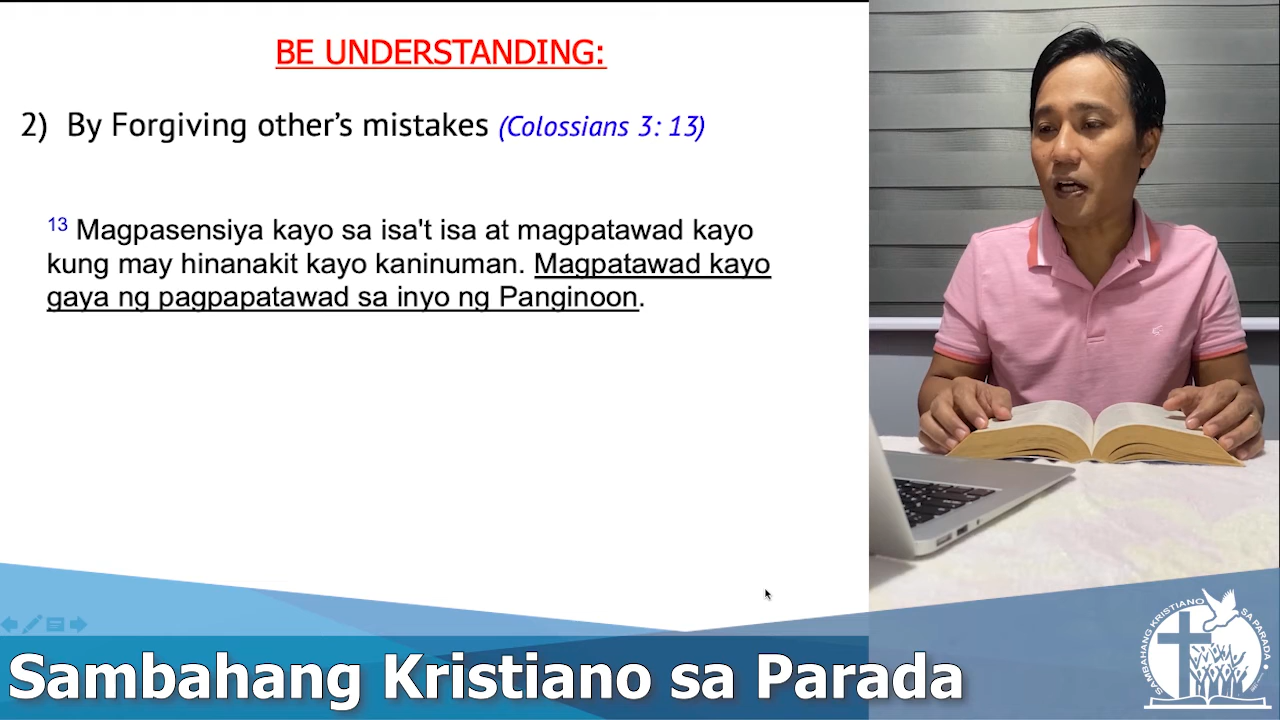 BE UNDERSTANDING:
2) By Forgiving other's mistakes (Colossians 3: 13)
13 Magpasensiya kayo sa isa't isa at magpatawad kayo
kung may hinanakit kayo kaninuman. Magpatawad kayo
gaya ng pagpapatawad sa inyo ng Panginoon.
Sambahang Kristiano sa Parada
SAMBAHANG KRISTIANO SA PARADA